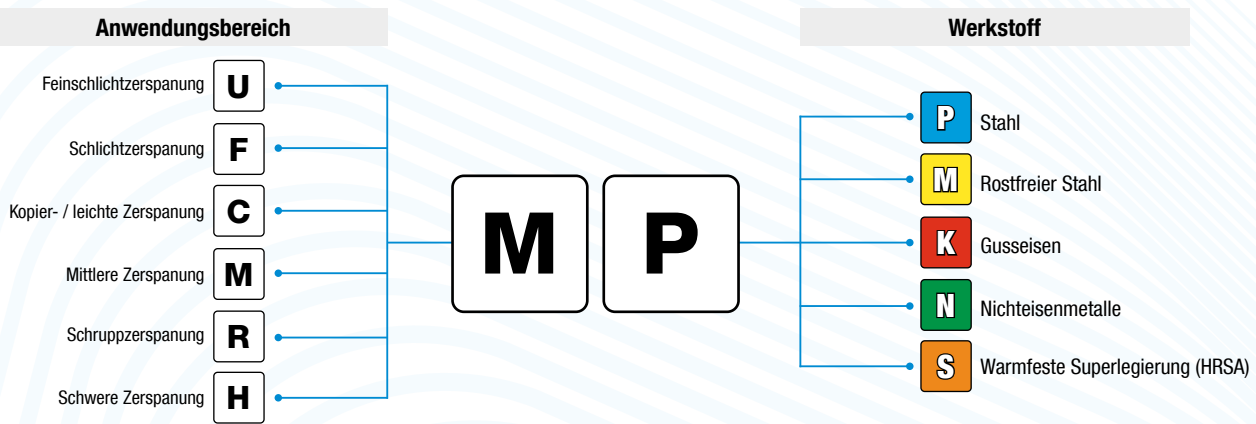 Anwendungsbereich
Feinschlichtzerspanung U
Schlichtzerspanung F
Kopier- / leichte Zerspanung C
Mittlere Zerspanung M
Schruppzerspanung R
Schwere Zerspanung H
M P
Werkstoff
P Stahl
M Rostfreier Stahl
K Gusseisen
N Nichteisenmetalle
S Warmfeste Superlegierung (HRSA)